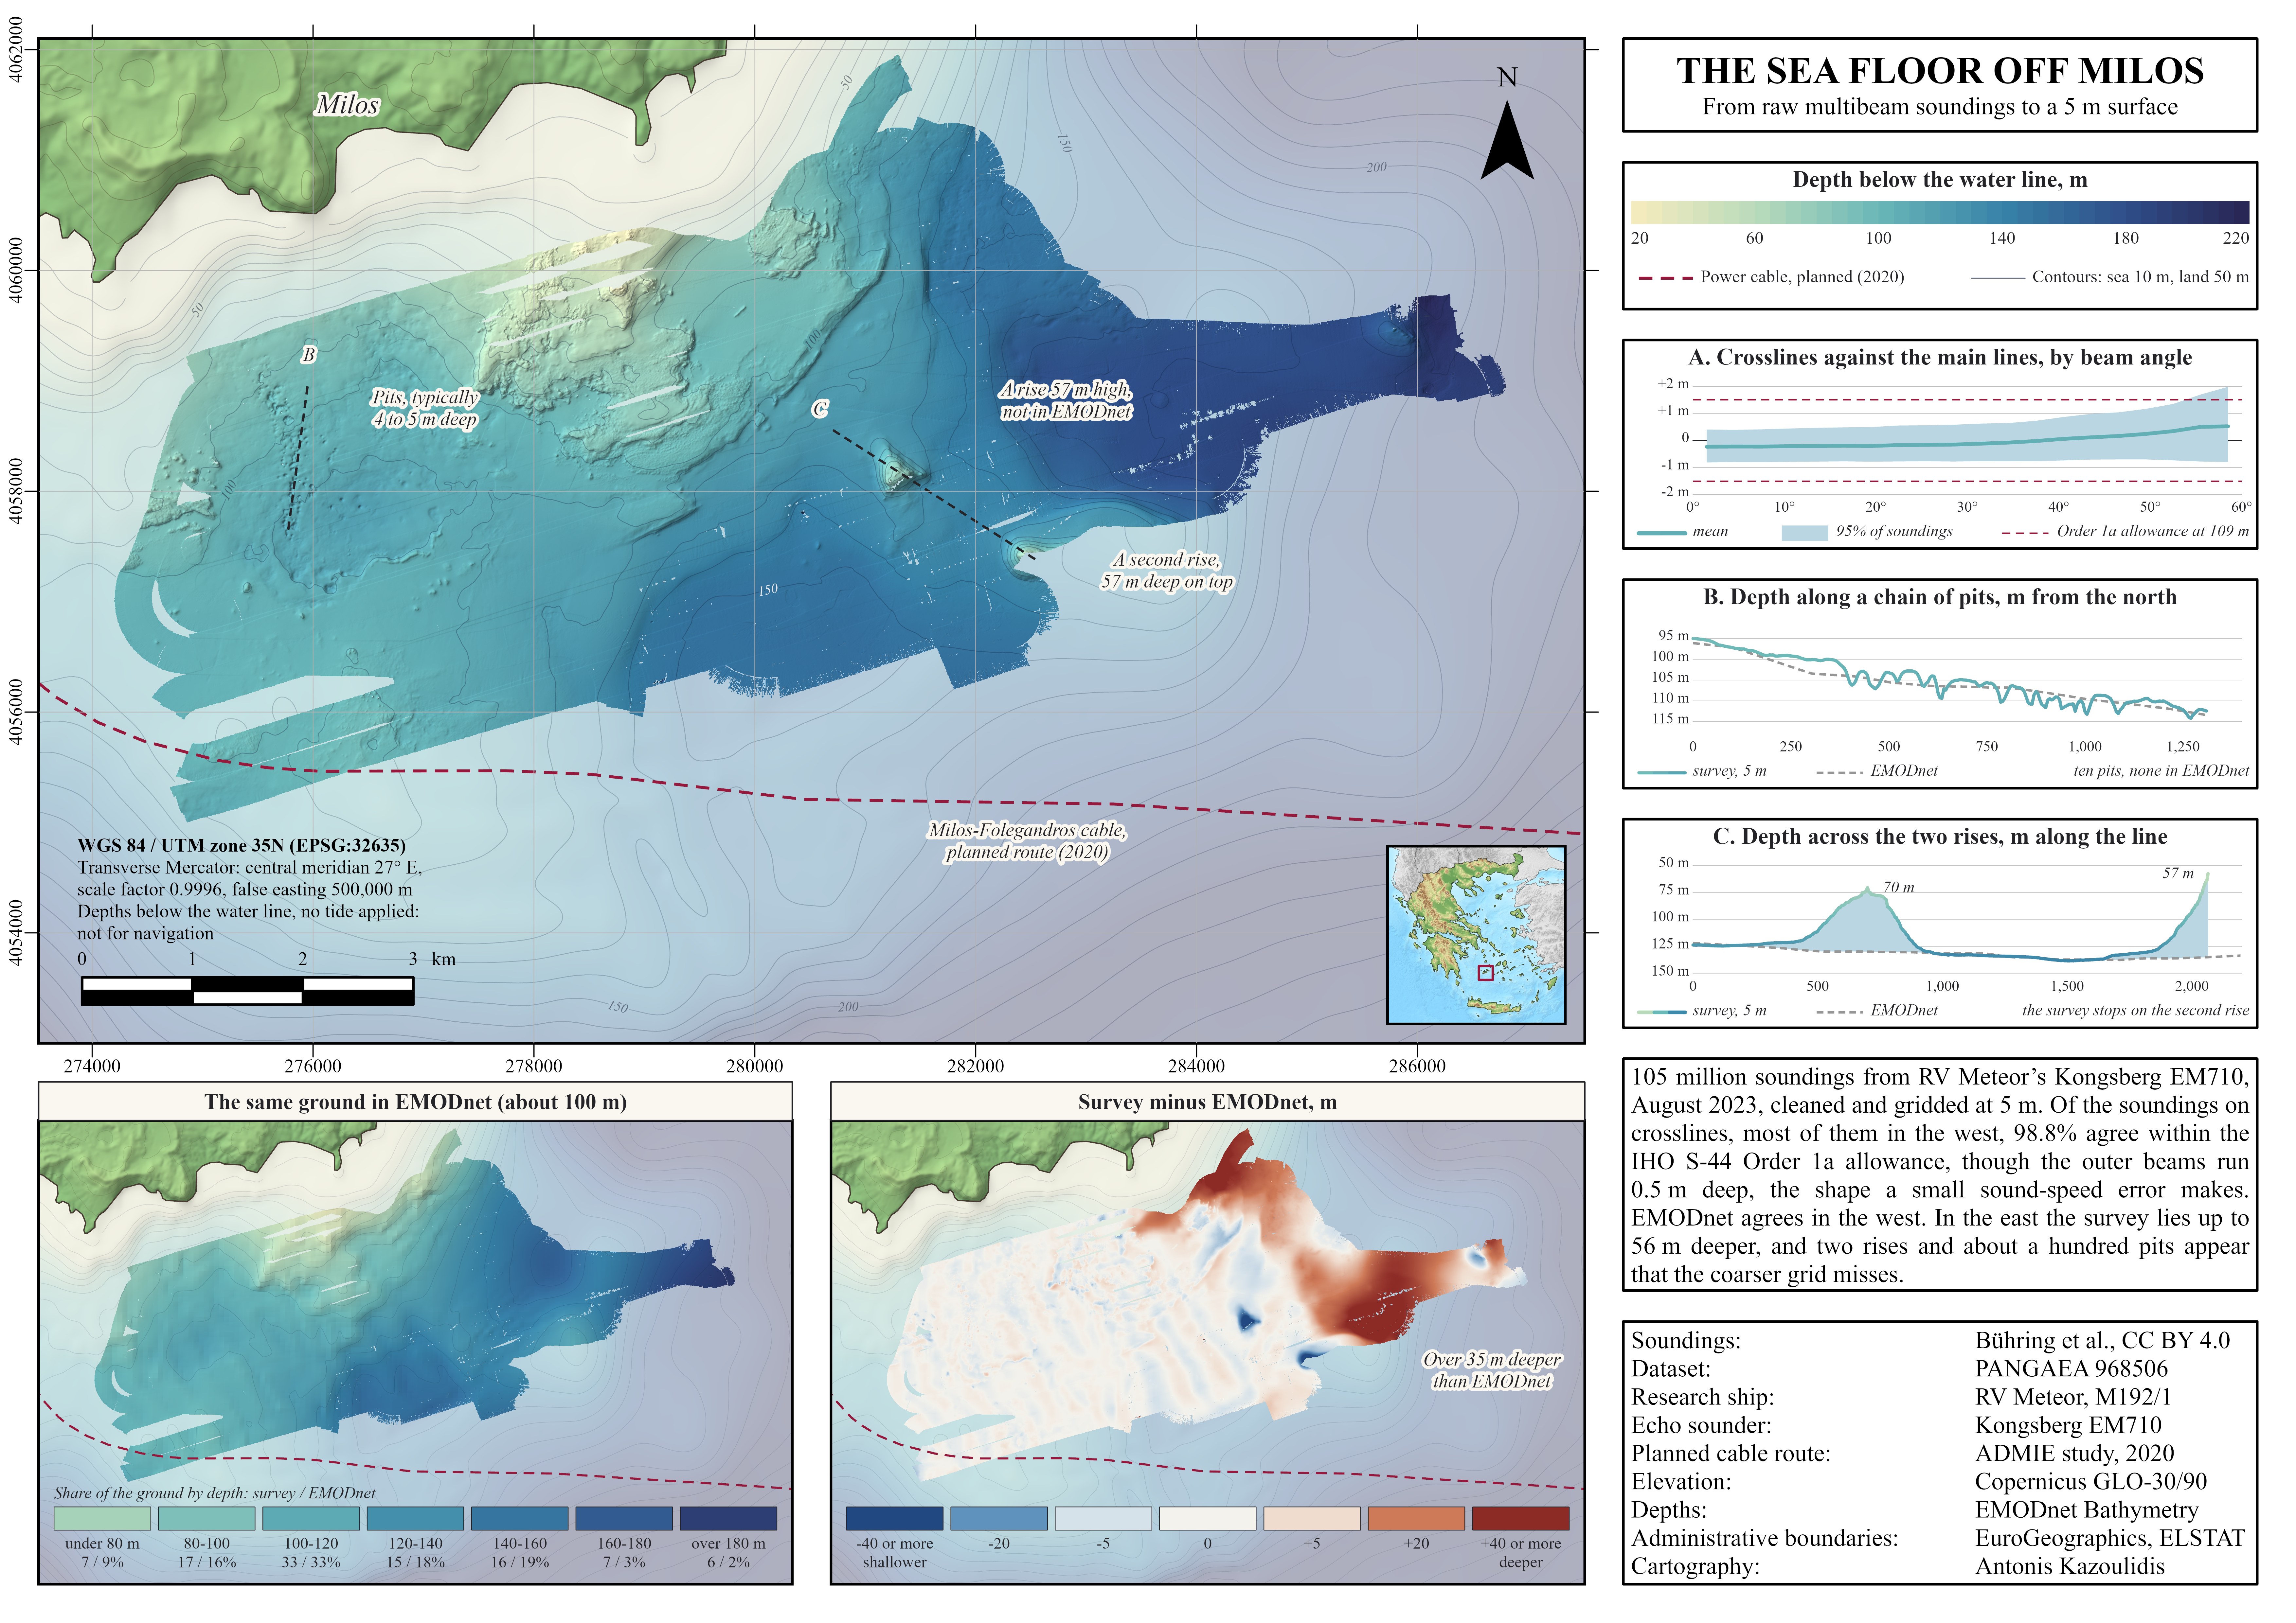 THE SEA FLOOR OFF MILOS
From raw multibeam soundings to a 5 m surface
4062000
4060000
4058000
4056000
4054000
274000
276000
278000
280000
282000
284000
286000
Milos
N
50
150
200
50
100
100
150
150
200
B
Pits, typically
4 to 5 m deep
C
A rise 57 m high,
not in EMODnet
A second rise,
57 m deep on top
Milos-Folegandros cable,
planned route (2020)
WGS 84 / UTM zone 35N (EPSG:32635)
Transverse Mercator: central meridian 27° E,
scale factor 0.9996, false easting 500,000 m
Depths below the water line, no tide applied:
not for navigation
0 1 2 3 km
Depth below the water line, m
20 60 100 140 180 220
Power cable, planned (2020)
Contours: sea 10 m, land 50 m
A. Crosslines against the main lines, by beam angle
+2 m
+1 m
0
-1 m
-2 m
0° 10° 20° 30° 40° 50° 60°
mean
95% of soundings
Order 1a allowance at 109 m
B. Depth along a chain of pits, m from the north
95 m
100 m
105 m
110 m
115 m
0 250 500 750 1,000 1,250
survey, 5 m
EMODnet
ten pits, none in EMODnet
C. Depth across the two rises, m along the line
50 m
75 m
100 m
125 m
150 m
70 m
57 m
0 500 1,000 1,500 2,000
survey, 5 m
EMODnet
the survey stops on the second rise
105 million soundings from RV Meteor's Kongsberg EM710,
August 2023, cleaned and gridded at 5 m. Of the soundings on
crosslines, most of them in the west, 98.8% agree within the
IHO S-44 Order 1a allowance, though the outer beams run
0.5 m deep, the shape a small sound-speed error makes.
EMODnet agrees in the west. In the east the survey lies up to
56 m deeper, and two rises and about a hundred pits appear
that the coarser grid misses.
Soundings: Bühring et al., CC BY 4.0
Dataset: PANGAEA 968506
Research ship: RV Meteor, M192/1
Echo sounder: Kongsberg EM710
Planned cable route: ADMIE study, 2020
Elevation: Copernicus GLO-30/90
Depths: EMODnet Bathymetry
Administrative boundaries: EuroGeographics, ELSTAT
Cartography: Antonis Kazoulidis
The same ground in EMODnet (about 100 m)
Share of the ground by depth: survey / EMODnet
under 80 m 80-100 100-120 120-140 140-160 160-180 over 180 m
7 / 9% 17 / 16% 33 / 33% 15 / 18% 16 / 19% 7 / 3% 6 / 2%
Survey minus EMODnet, m
Over 35 m deeper
than EMODnet
-40 or more -20 -5 0 +5 +20 +40 or more
shallower deeper